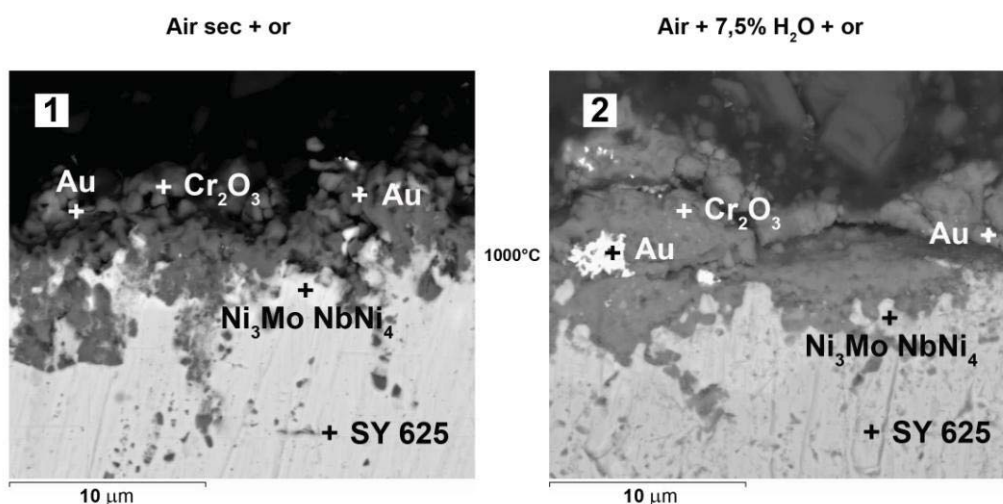 Air sec + or
Air + 7,5% H₂O + or
1
Au
Cr₂O₃
Au
Ni₃Mo NbNi₄
SY 625
10 µm
1000°C
2
Cr₂O₃
Au
Au
Ni₃Mo NbNi₄
SY 625
10 µm